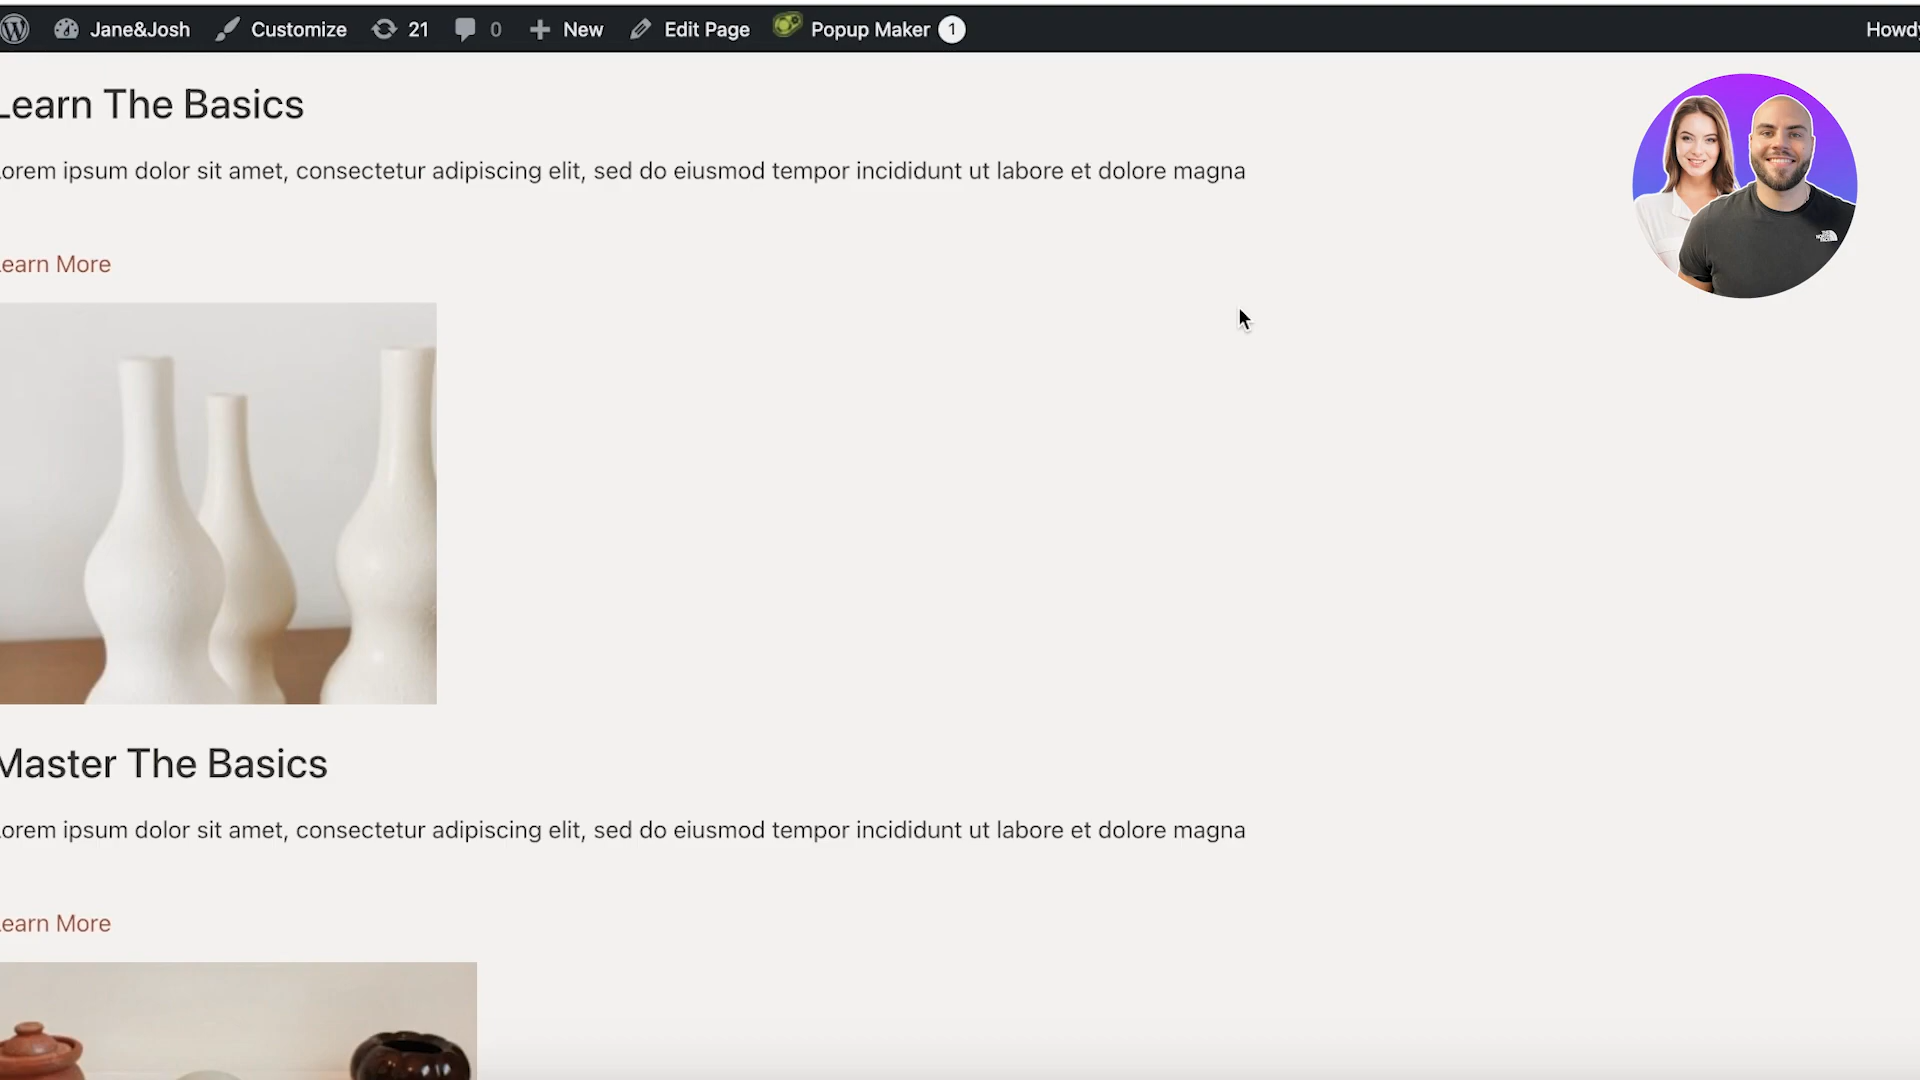 Jane&Josh Customize 21 0 New Edit Page Popup Maker 1 Howdy
Learn The Basics
orem ipsum dolor sit amet, consectetur adipiscing elit, sed do eiusmod tempor incididunt ut labore et dolore magna
earn More
Master The Basics
orem ipsum dolor sit amet, consectetur adipiscing elit, sed do eiusmod tempor incididunt ut labore et dolore magna
earn More